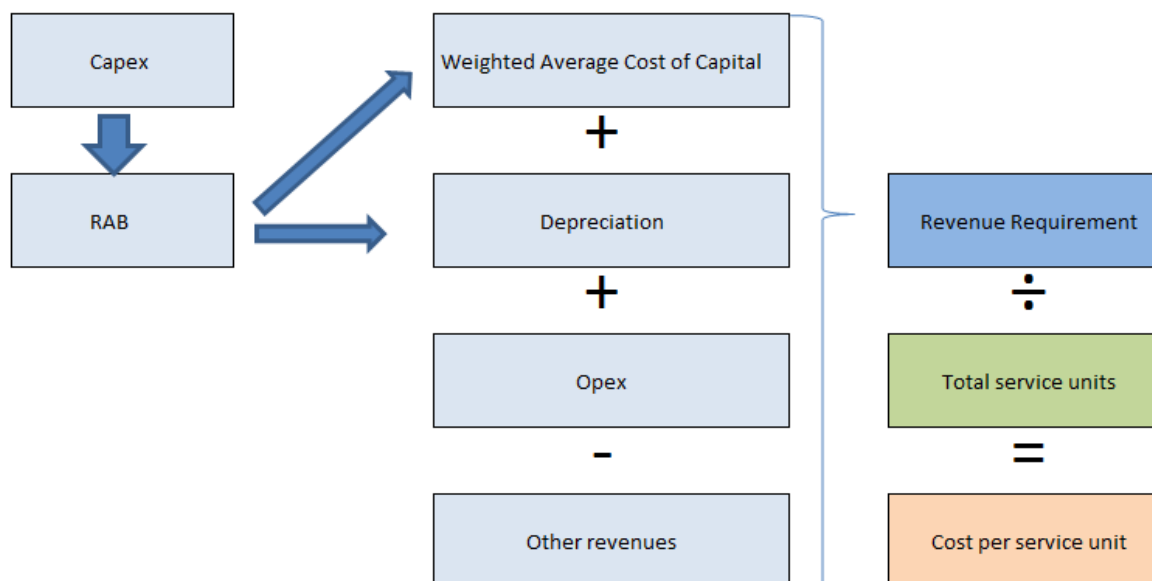 Capex
Weighted Average Cost of Capital
+
RAB
Depreciation
Revenue Requirement
+
÷
Opex
Total service units
-
=
Other revenues
Cost per service unit